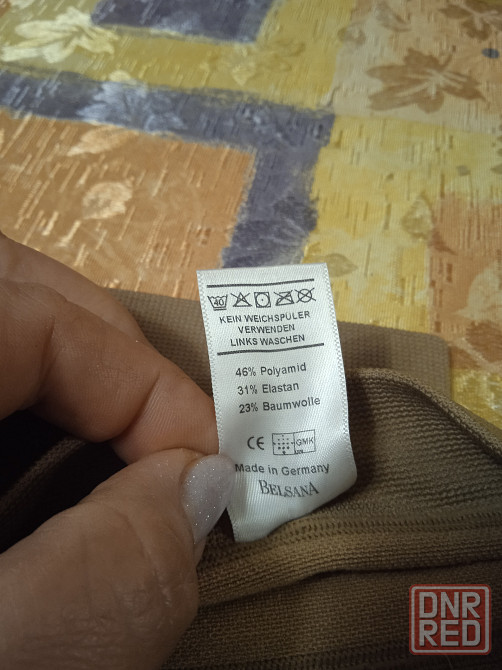 40
KEIN WEICHSPÜLER
VERWENDEN
LINKS WASCHEN
46% Polyamid
31% Elastan
23% Baumwolle
CE
GMK
Made in Germany
BELSANA
DNR
RED